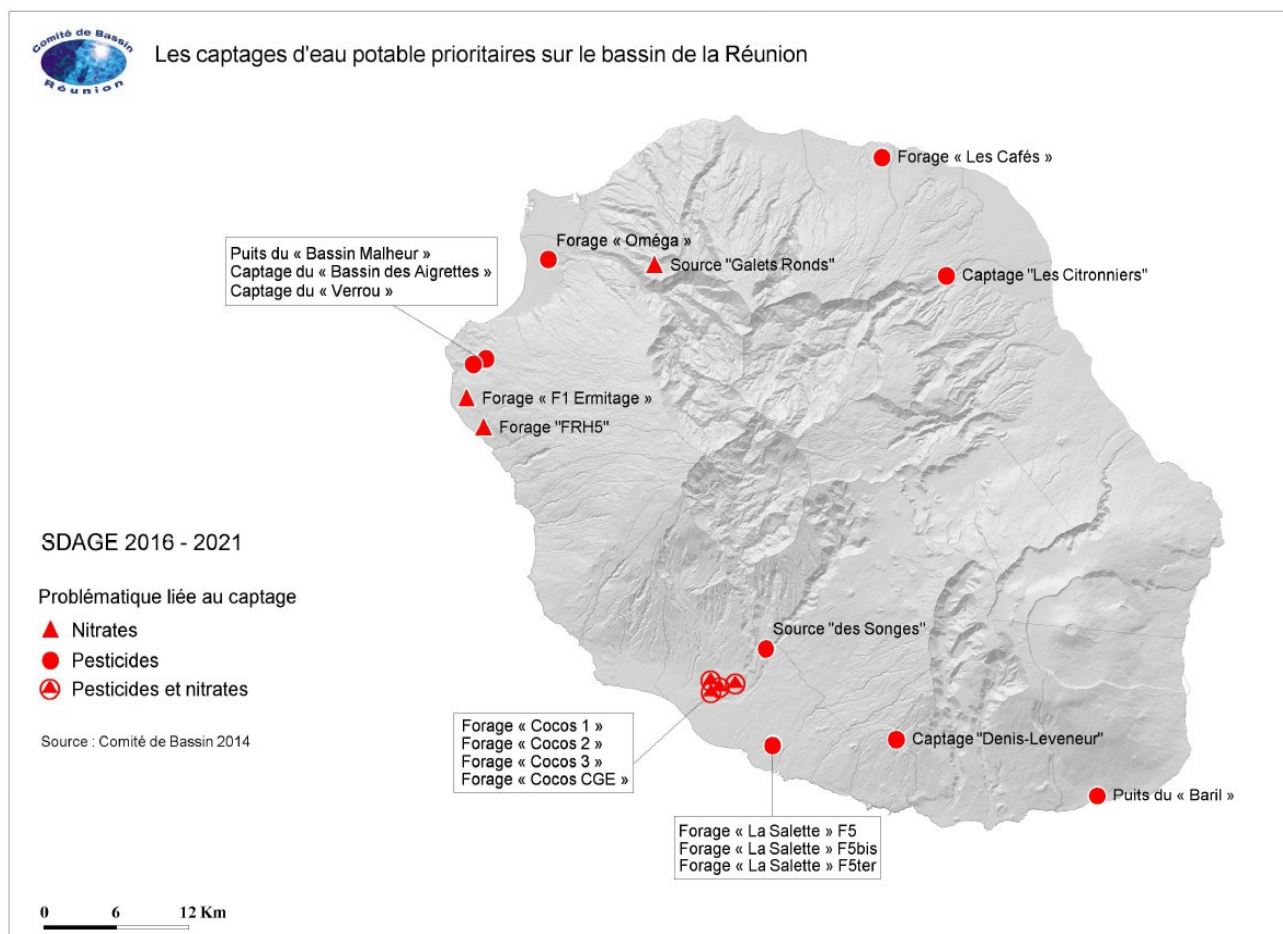 Comité de Bassin
Réunion
Les captages d'eau potable prioritaires sur le bassin de la Réunion
Forage « Les Cafés »
Forage « Oméga »
Source "Galets Ronds"
Captage "Les Citronniers"
Puits du « Bassin Malheur »
Captage du « Bassin des Aigrettes »
Captage du « Verrou »
Forage « F1 Ermitage »
Forage "FRH5"
SDAGE 2016 - 2021
Problématique liée au captage
Nitrates
Pesticides
Pesticides et nitrates
Source : Comité de Bassin 2014
Source "des Songes"
Forage « Cocos 1 »
Forage « Cocos 2 »
Forage « Cocos 3 »
Forage « Cocos CGE »
Captage "Denis-Leveneur"
Puits du « Baril »
Forage « La Salette » F5
Forage « La Salette » F5bis
Forage « La Salette » F5ter
0 6 12 Km